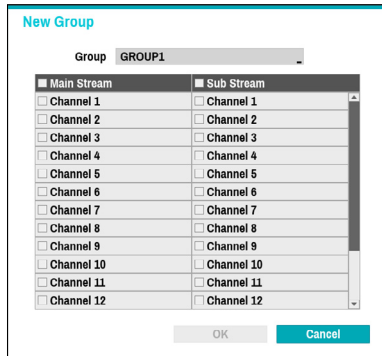 New Group
Group GROUP1
Main Stream Sub Stream
Channel 1 Channel 1
Channel 2 Channel 2
Channel 3 Channel 3
Channel 4 Channel 4
Channel 5 Channel 5
Channel 6 Channel 6
Channel 7 Channel 7
Channel 8 Channel 8
Channel 9 Channel 9
Channel 10 Channel 10
Channel 11 Channel 11
Channel 12 Channel 12
OK Cancel